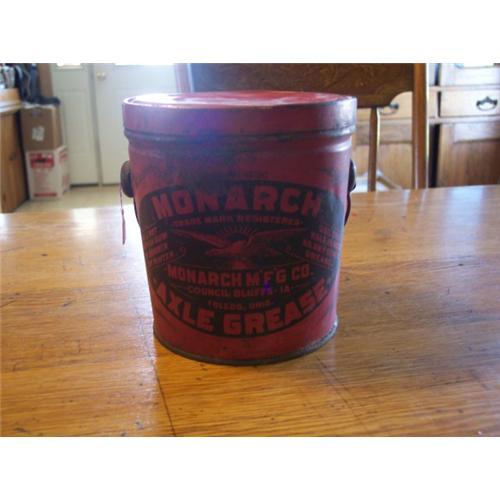 MONARCH
TRADE MARK REGISTERED
MONARCH M'F'G CO.
COUNCIL BLUFFS - IA -
TOLEDO, OHIO.
AXLE GREASE.